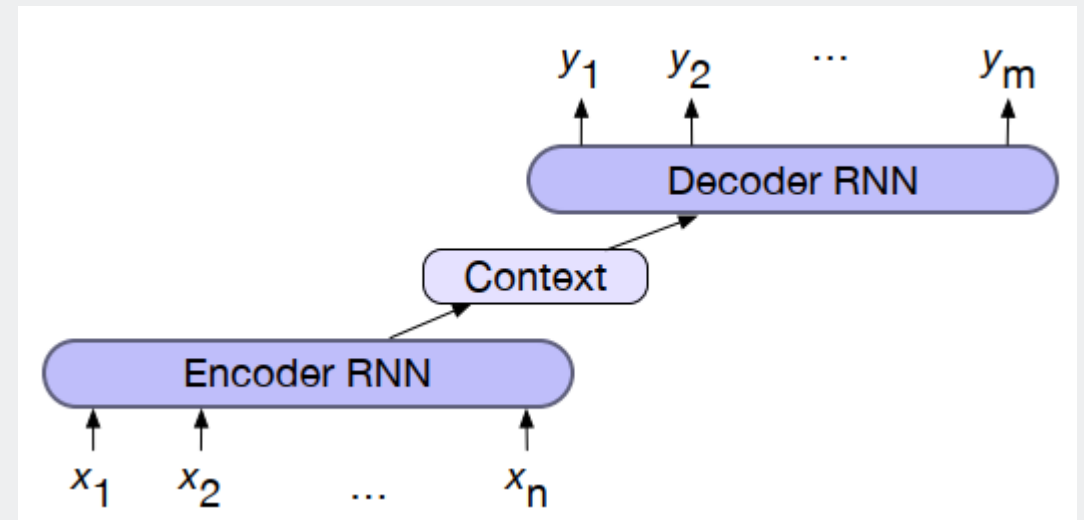 y1 y2 ... ym
Decoder RNN
Context
Encoder RNN
x1 x2 ... xn